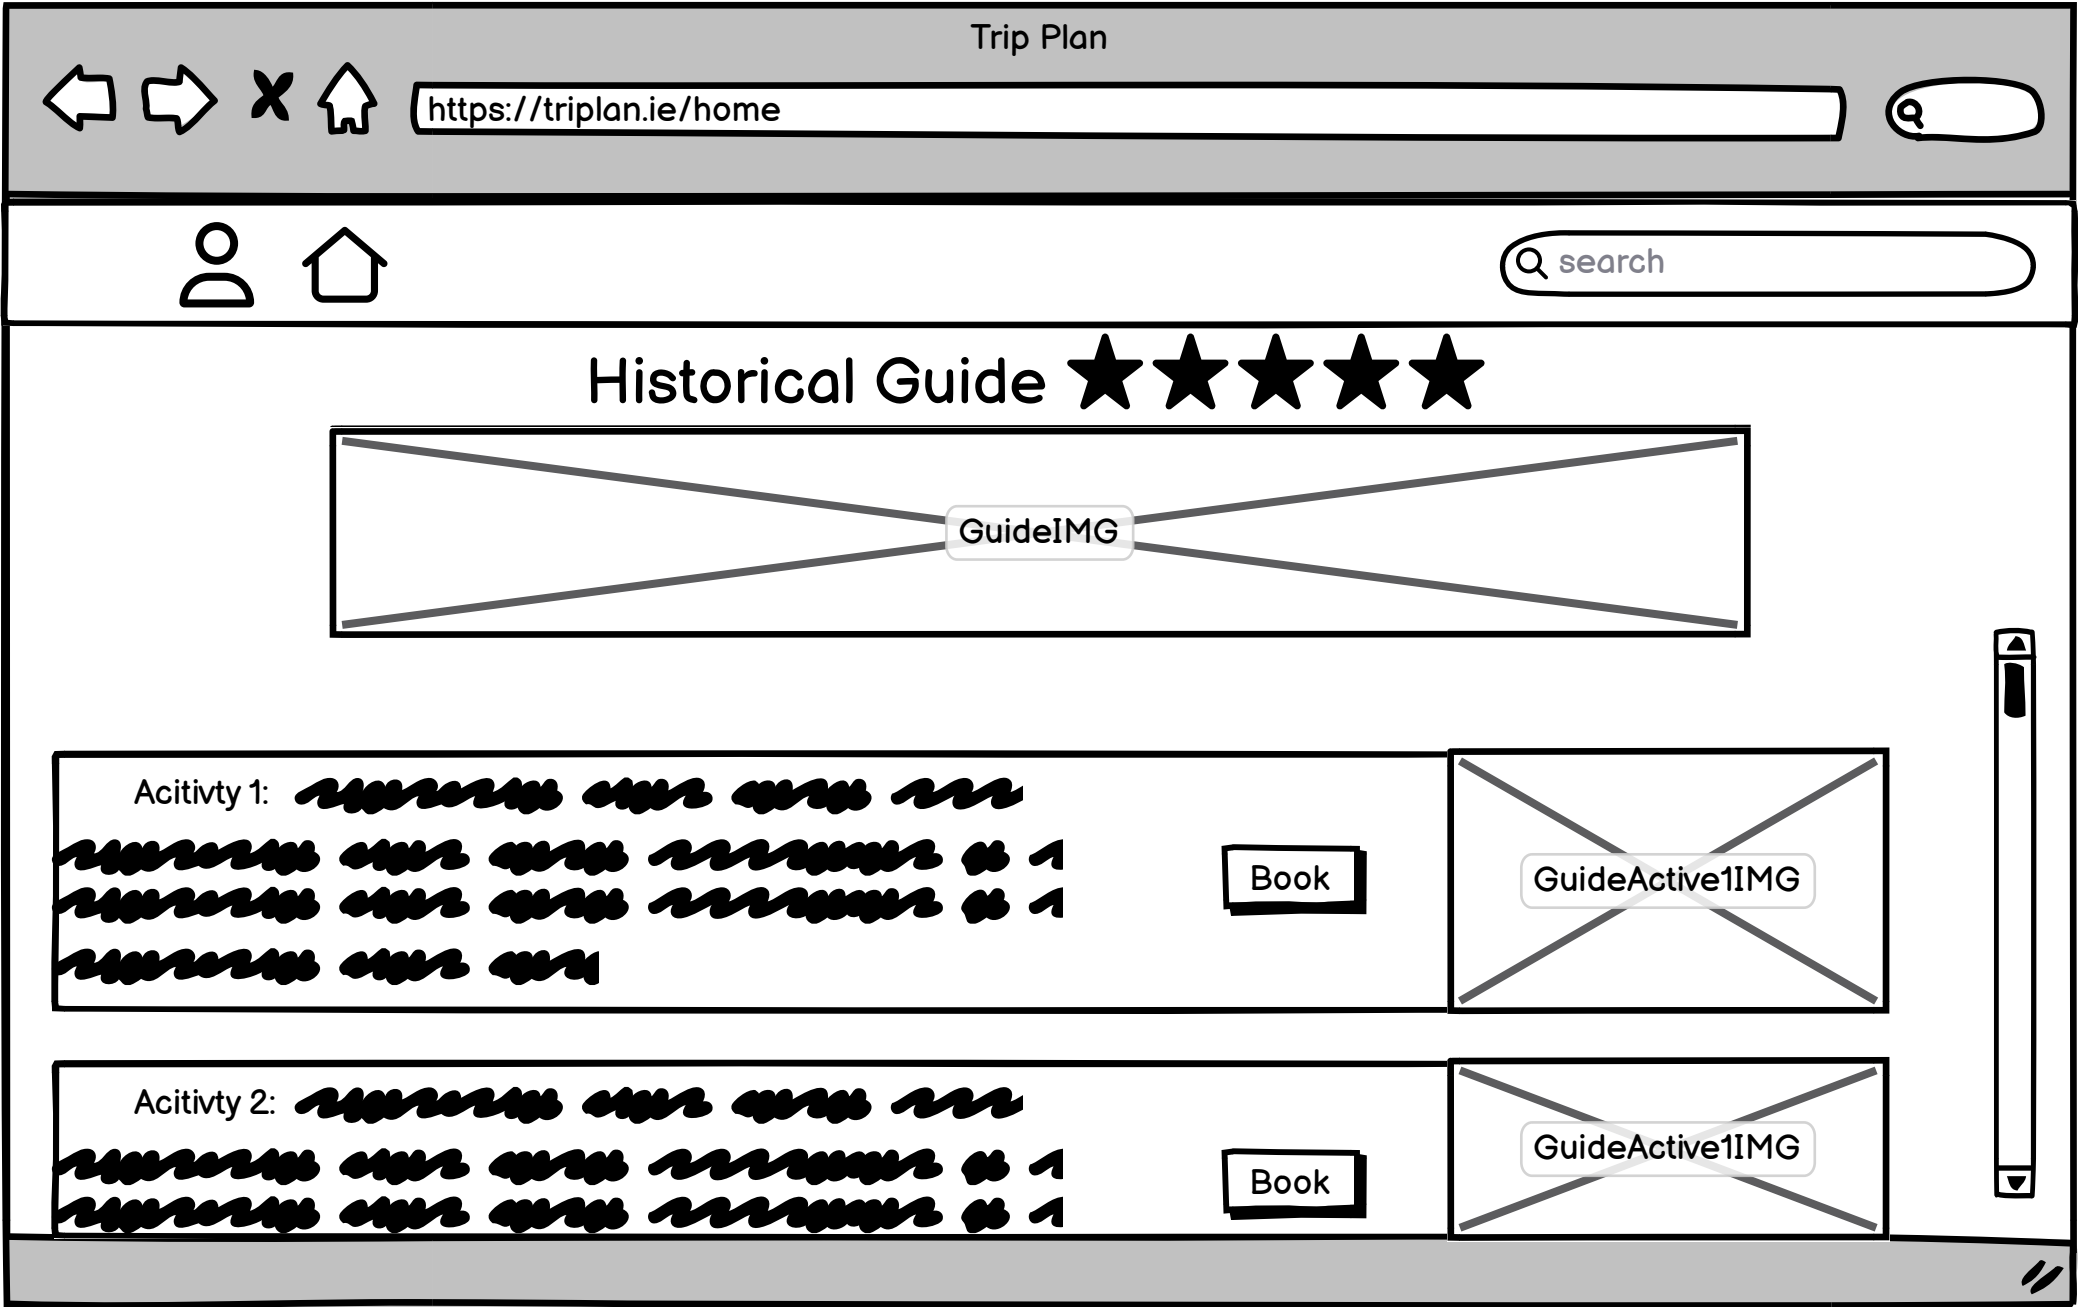 Trip Plan
https://triplan.ie/home
search
Historical Guide
GuideIMG
Acitivty 1:
Book
GuideActive1IMG
Acitivty 2:
Book
GuideActive1IMG